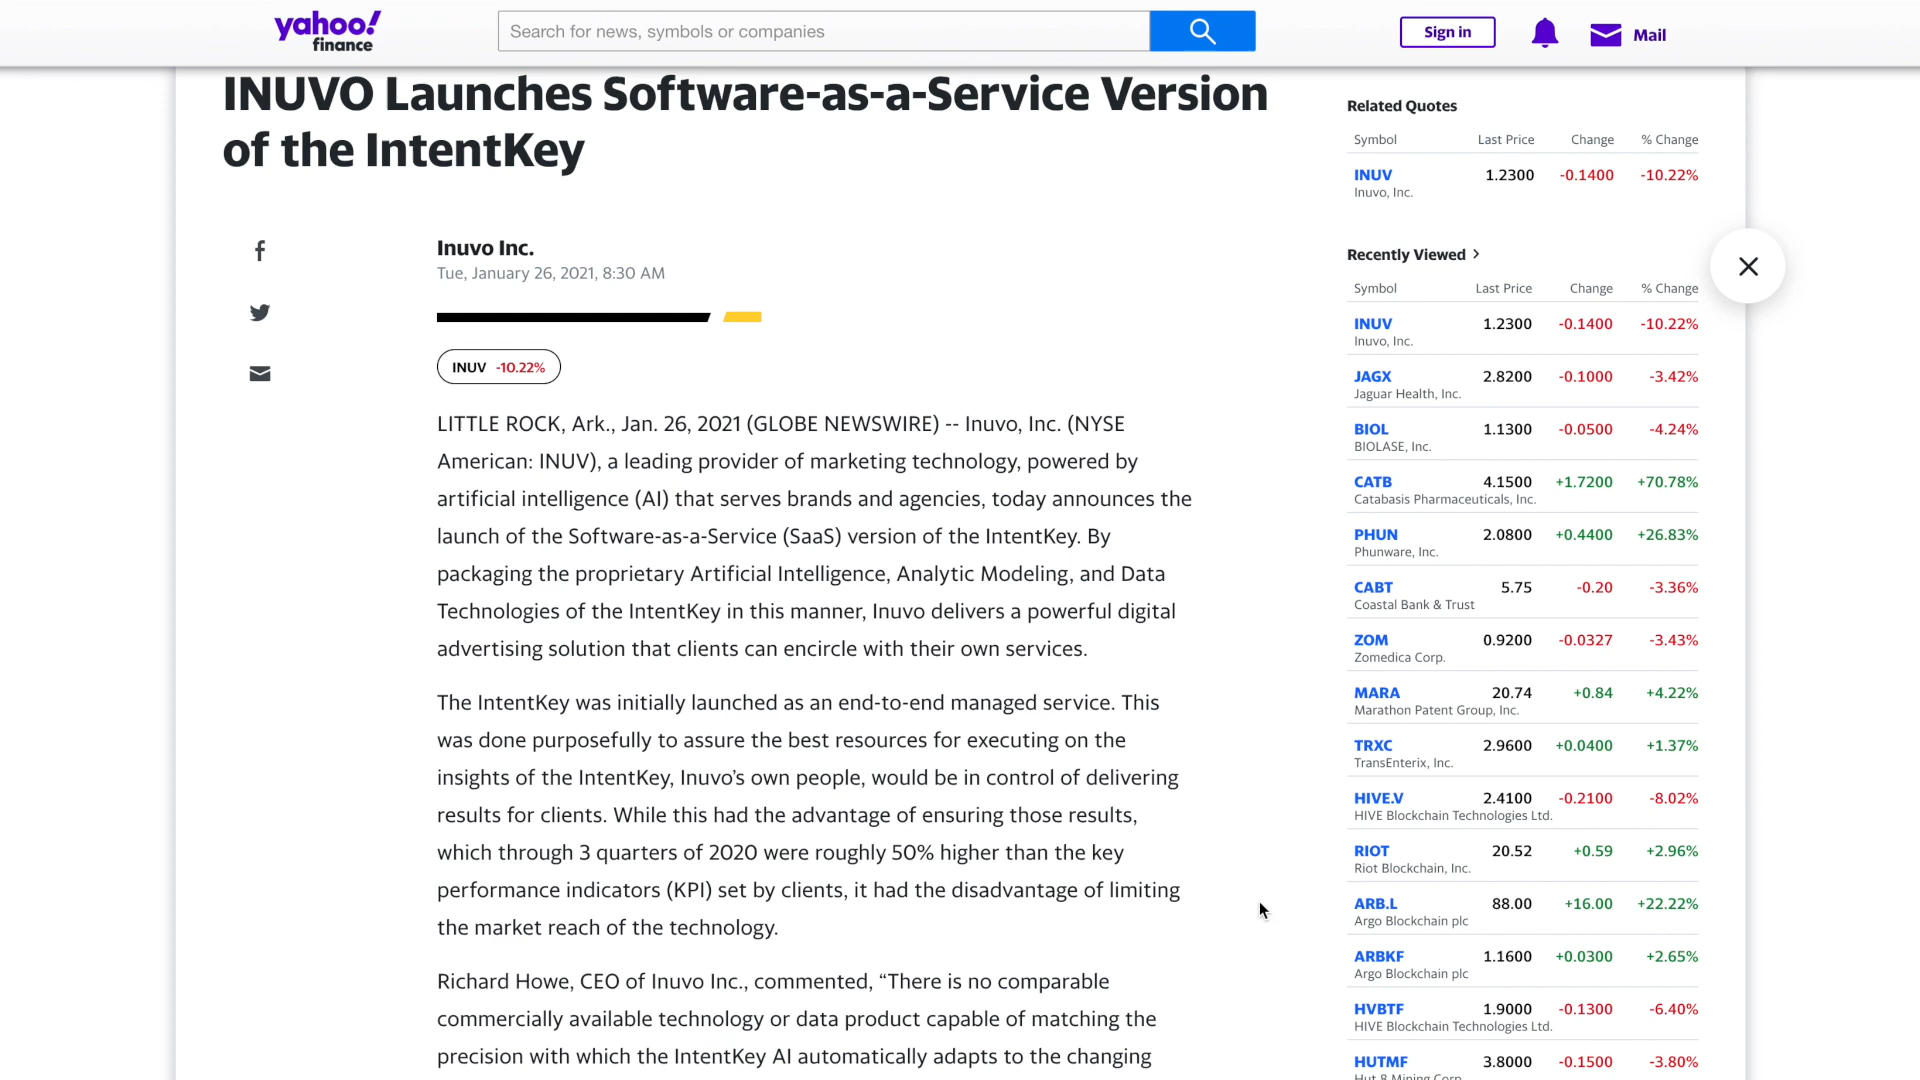 yahoo!
finance
Search for news, symbols or companies
Sign in
Mail
INUVO Launches Software-as-a-Service Version
of the IntentKey
Inuvo Inc.
Tue, January 26, 2021, 8:30 AM
INUV -10.22%
LITTLE ROCK, Ark., Jan. 26, 2021 (GLOBE NEWSWIRE) -- Inuvo, Inc. (NYSE
American: INUV), a leading provider of marketing technology, powered by
artificial intelligence (AI) that serves brands and agencies, today announces the
launch of the Software-as-a-Service (SaaS) version of the IntentKey. By
packaging the proprietary Artificial Intelligence, Analytic Modeling, and Data
Technologies of the IntentKey in this manner, Inuvo delivers a powerful digital
advertising solution that clients can encircle with their own services.
The IntentKey was initially launched as an end-to-end managed service. This
was done purposefully to assure the best resources for executing on the
insights of the IntentKey, Inuvo’s own people, would be in control of delivering
results for clients. While this had the advantage of ensuring those results,
which through 3 quarters of 2020 were roughly 50% higher than the key
performance indicators (KPI) set by clients, it had the disadvantage of limiting
the market reach of the technology.
Richard Howe, CEO of Inuvo Inc., commented, “There is no comparable
commercially available technology or data product capable of matching the
precision with which the IntentKey AI automatically adapts to the changing
Related Quotes
Symbol Last Price Change % Change
INUV 1.2300 -0.1400 -10.22%
Inuvo, Inc.
Recently Viewed
Symbol Last Price Change % Change
INUV 1.2300 -0.1400 -10.22%
Inuvo, Inc.
JAGX 2.8200 -0.1000 -3.42%
Jaguar Health, Inc.
BIOL 1.1300 -0.0500 -4.24%
BIOLASE, Inc.
CATB 4.1500 +1.7200 +70.78%
Catabasis Pharmaceuticals, Inc.
PHUN 2.0800 +0.4400 +26.83%
Phunware, Inc.
CABT 5.75 -0.20 -3.36%
Coastal Bank & Trust
ZOM 0.9200 -0.0327 -3.43%
Zomedica Corp.
MARA 20.74 +0.84 +4.22%
Marathon Patent Group, Inc.
TRXC 2.9600 +0.0400 +1.37%
TransEnterix, Inc.
HIVE.V 2.4100 -0.2100 -8.02%
HIVE Blockchain Technologies Ltd.
RIOT 20.52 +0.59 +2.96%
Riot Blockchain, Inc.
ARB.L 88.00 +16.00 +22.22%
Argo Blockchain plc
ARBKF 1.1600 +0.0300 +2.65%
Argo Blockchain plc
HVBTF 1.9000 -0.1300 -6.40%
HIVE Blockchain Technologies Ltd.
HUTMF 3.8000 -0.1500 -3.80%
Hut 8 Mining Corp